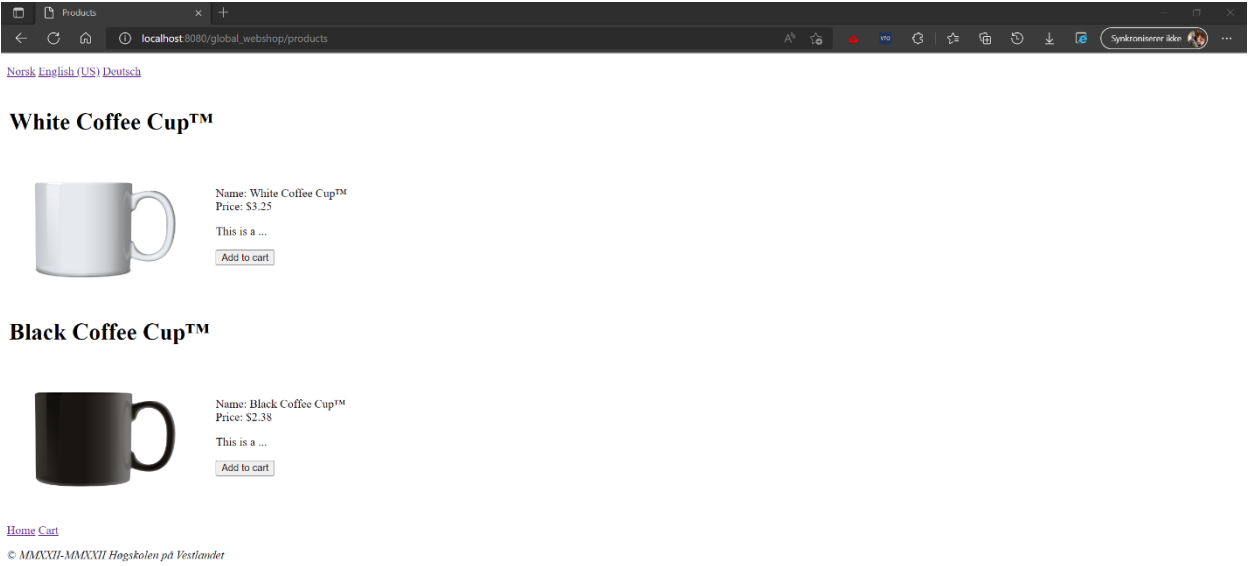 Products
localhost:8080/global_webshop/products
Synkroniserer ikke
Norsk English (US) Deutsch
White Coffee Cup™
Name: White Coffee Cup™
Price: $3.25
This is a ...
Add to cart
Black Coffee Cup™
Name: Black Coffee Cup™
Price: $2.38
This is a ...
Add to cart
Home Cart
© MMXXII-MMXXII Høgskolen på Vestlandet